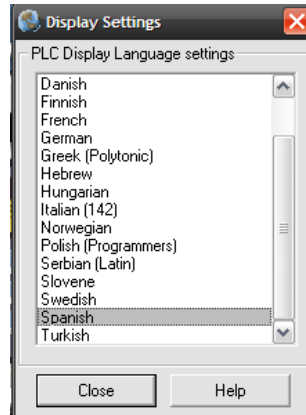 Display Settings
PLC Display Language settings
Danish
Finnish
French
German
Greek (Polytonic)
Hebrew
Hungarian
Italian (142)
Norwegian
Polish (Programmers)
Serbian (Latin)
Slovene
Swedish
Spanish
Turkish
Close
Help